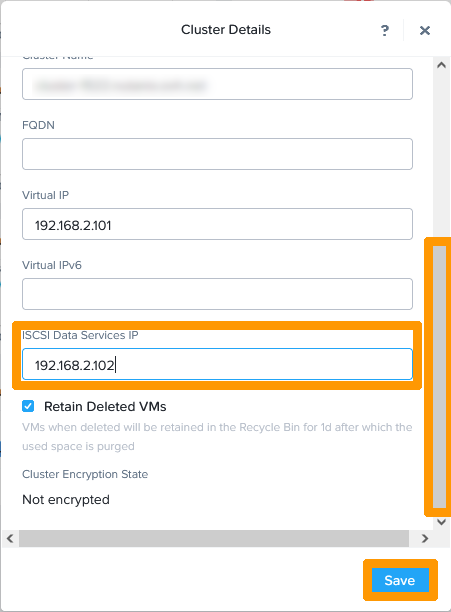 Cluster Details
?
Cluster Name
FQDN
Virtual IP
192.168.2.101
Virtual IPv6
ISCSI Data Services IP
192.168.2.102
Retain Deleted VMs
VMs when deleted will be retained in the Recycle Bin for 1d after which the
used space is purged
Cluster Encryption State
Not encrypted
Save